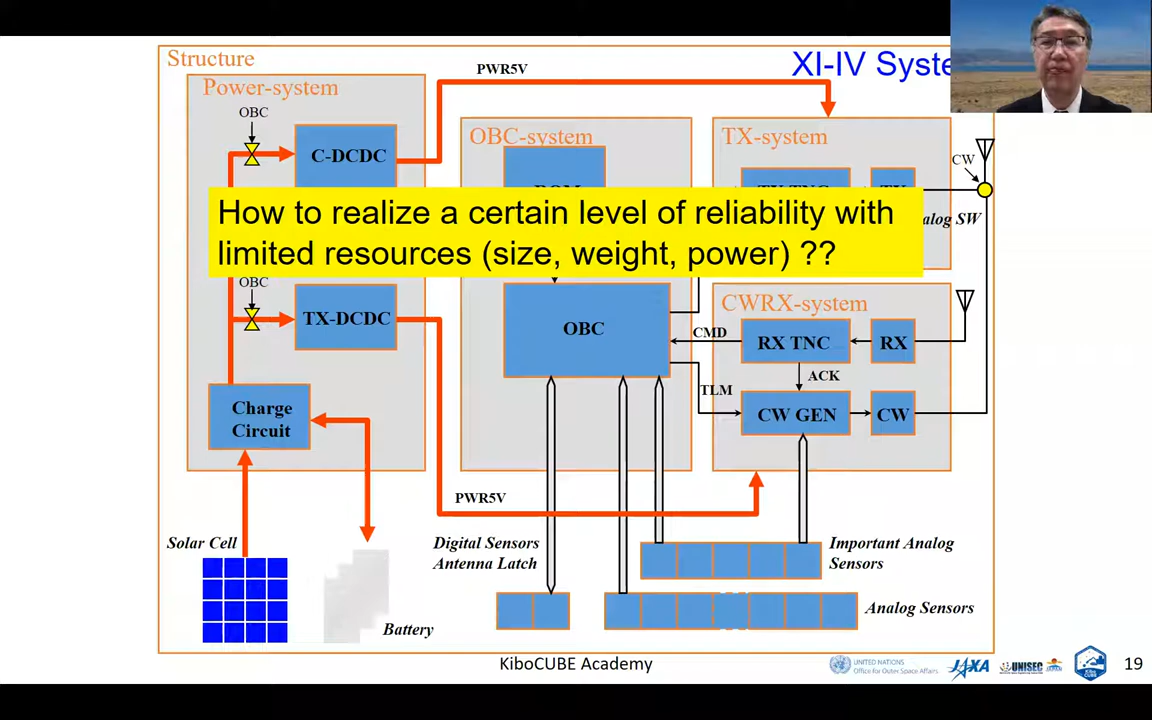 Structure
XI-IV Syste
PWR5V
Power-system
OBC
C-DCDC
OBC-system
TX-system
CW
How to realize a certain level of reliability with
limited resources (size, weight, power) ??
alog SW
OBC
TX-DCDC
OBC
CWRX-system
CMD
RX TNC
RX
ACK
TLM
CW GEN
CW
Charge
Circuit
PWR5V
Solar Cell
Digital Sensors
Antenna Latch
Important Analog
Sensors
Analog Sensors
Battery
KiboCUBE Academy
UNITED NATIONS
Office for Outer Space Affairs
JAXA
UNISEC
Kibo
CUBE
19